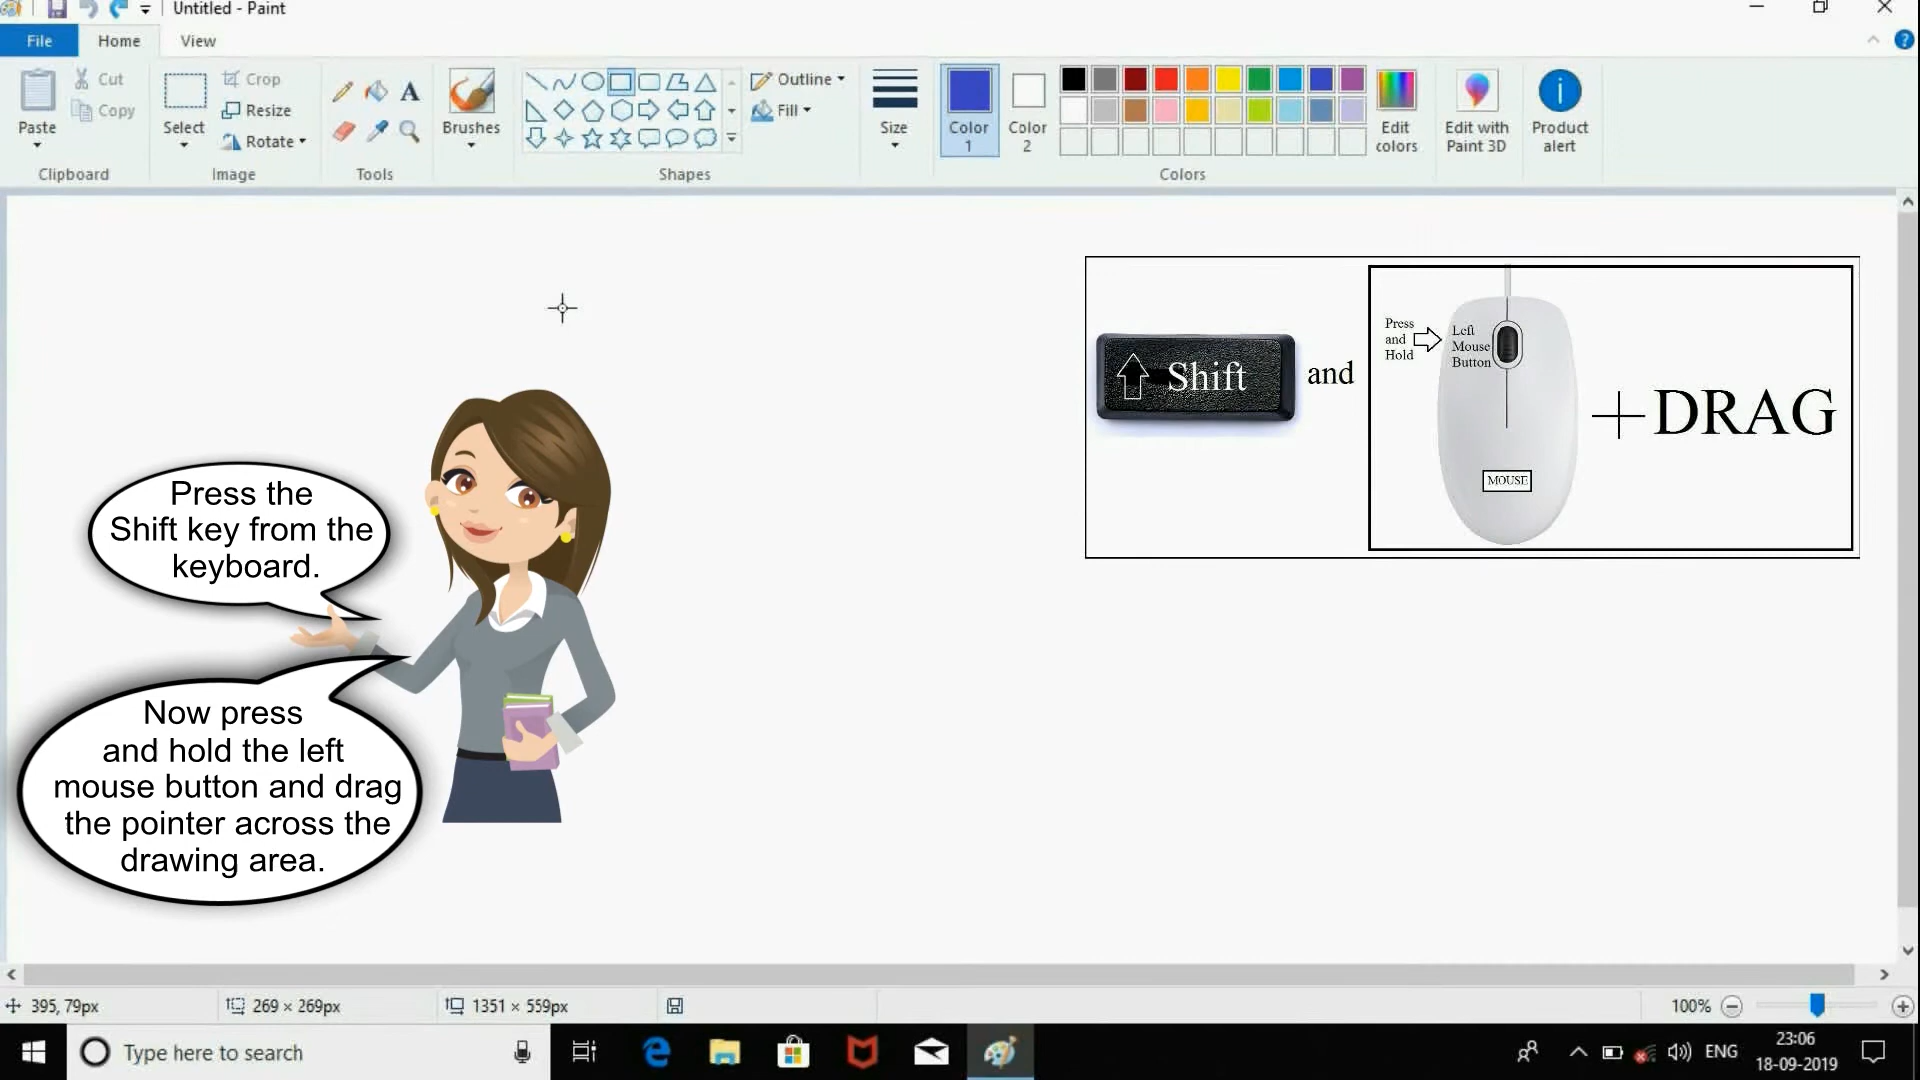 Untitled - Paint
File Home View
Paste
Cut
Copy
Clipboard
Select
Crop
Resize
Rotate
Image
A
Tools
Brushes
Shapes
Outline
Fill
Size
Color
1
Color
2
Colors
Edit
colors
Edit with
Paint 3D
Product
alert
Shift
and
Press
and
Hold
Left
Mouse
Button
MOUSE
+DRAG
Press the
Shift key from the
keyboard.
Now press
and hold the left
mouse button and drag
the pointer across the
drawing area.
395, 79px
269 × 269px
1351 × 559px
100%
Type here to search
ENG
23:06
18-09-2019